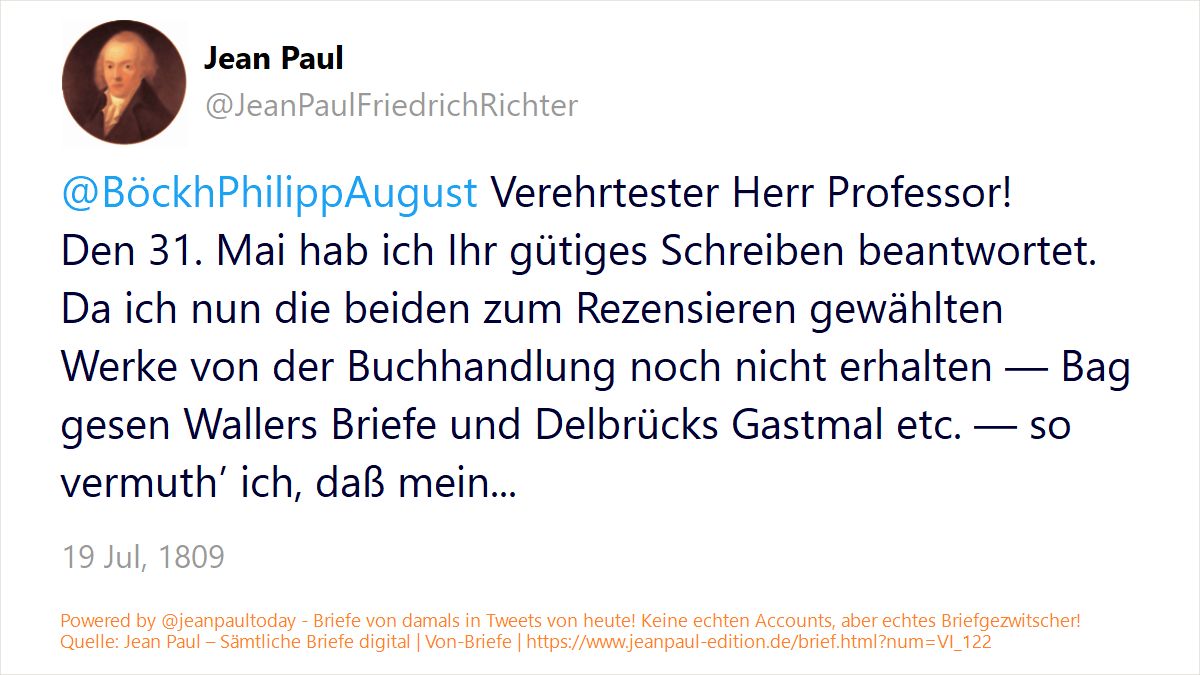 Jean Paul
@JeanPaulFriedrichRichter
@BöckhPhilippAugust Verehrtester Herr Professor!
Den 31. Mai hab ich Ihr gütiges Schreiben beantwortet.
Da ich nun die beiden zum Rezensieren gewählten
Werke von der Buchhandlung noch nicht erhalten — Bag
gesen Wallers Briefe und Delbrücks Gastmal etc. — so
vermuth’ ich, daß mein...
19 Jul, 1809
Powered by @jeanpaultoday - Briefe von damals in Tweets von heute! Keine echten Accounts, aber echtes Briefgezwitscher!
Quelle: Jean Paul – Sämtliche Briefe digital | Von-Briefe | https://www.jeanpaul-edition.de/brief.html?num=VI_122